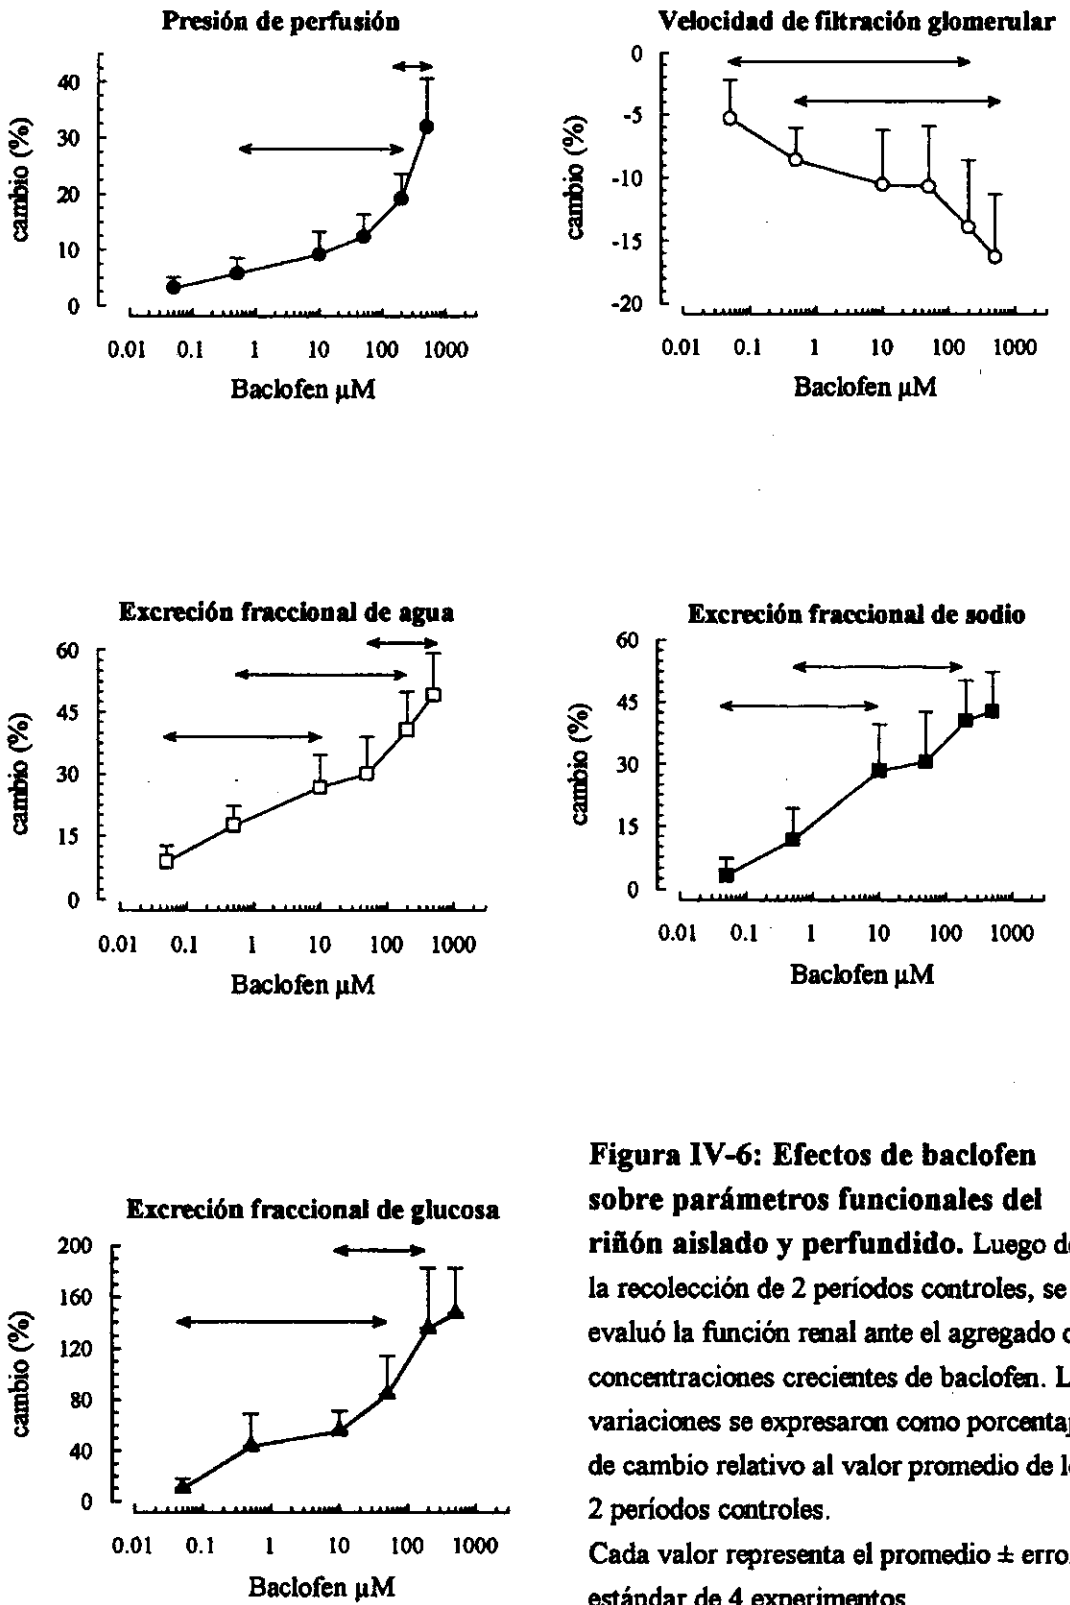 Presión de perfusión
cambio (%)
40
30
20
10
0
0.01 0.1 1 10 100 1000
Baclofen µM
Velocidad de filtración glomerular
cambio (%)
0
-5
-10
-15
-20
0.01 0.1 1 10 100 1000
Baclofen µM
Excreción fraccional de agua
cambio (%)
60
45
30
15
0
0.01 0.1 1 10 100 1000
Baclofen µM
Excreción fraccional de sodio
cambio (%)
60
45
30
15
0
0.01 0.1 1 10 100 1000
Baclofen µM
Excreción fraccional de glucosa
cambio (%)
200
160
120
80
40
0
0.01 0.1 1 10 100 1000
Baclofen µM
Figura IV-6: Efectos de baclofen
sobre parámetros funcionales del
riñón aislado y perfundido. Luego de
la recolección de 2 períodos controles, se
evaluó la función renal ante el agregado
concentraciones crecientes de baclofen.
variaciones se expresaron como
de cambio relativo al valor promedio de
2 períodos controles.
Cada valor representa el promedio ±
estándar de 4 experimentos